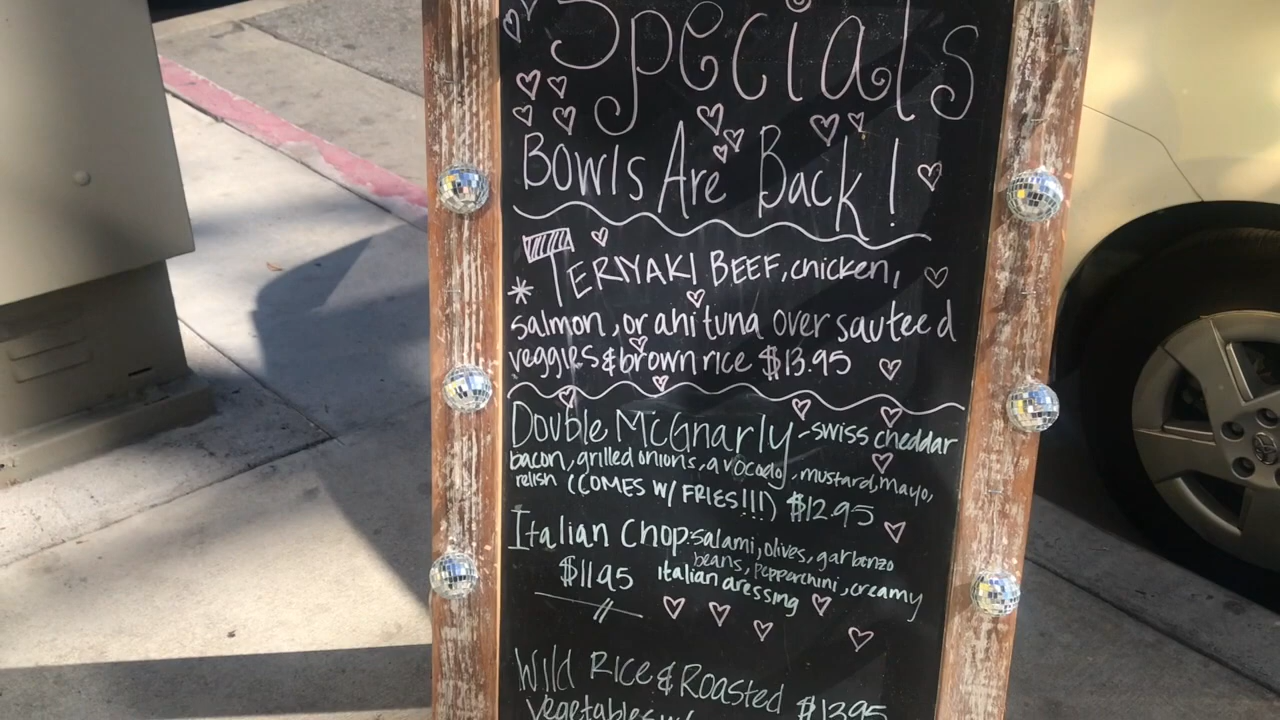 Specials
Bowls Are Back!
* TERIYAKI BEEF, chicken,
salmon, or ahi tuna over sauteed
veggies & brown rice $13.95
Double McGnarly - swiss cheddar
bacon, grilled onions, avocado, mustard, mayo,
relish (COMES W/ FRIES!!!) $12.95
Italian Chop: salami, olives, garbanzo
beans, pepperchini, creamy
$11.95 italian dressing
Wild Rice & Roasted $13.95
vegetables w/